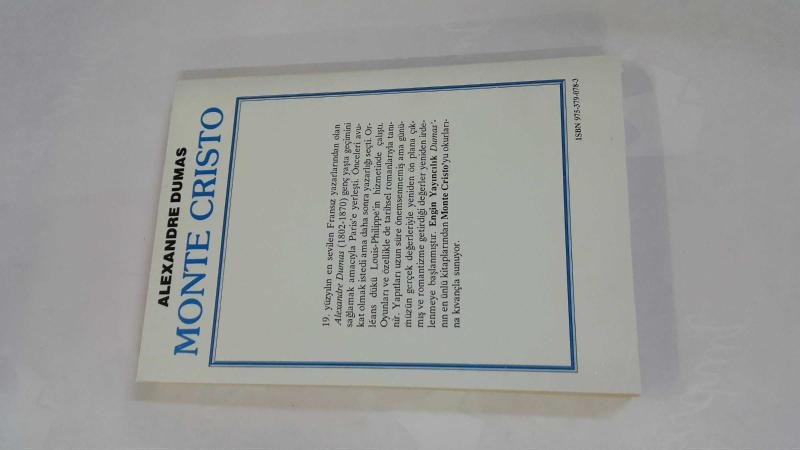 ALEXANDRE DUMAS
MONTE CRISTO
19. yüzyılın en sevilen Fransız yazarlarından olan
Alexandre Dumas (1802-1870) genç yaşta geçimini
sağlamak amacıyla Paris'e yerleşti. Önceleri avu-
kat olmak istedi ama daha sonra yazarlığı seçti. Or-
léans dükü Louis-Philippe'in hizmetinde çalıştı.
Oyunları ve özellikle de tarihsel romanlarıyla tanı-
nır. Yapıtları uzun süre önemsenmemiş ama günü-
müzün gerçek değerleriyle yeniden ön plana çık-
mış ve romantizme getirdiği değerler yeniden irde-
lenmeye başlanmıştır. Engin Yayıncılık Dumas'-
nın en ünlü kitaplarından Monte Cristo'yu okurları-
na kıvançla sunuyor.
ISBN 975-379-078-3